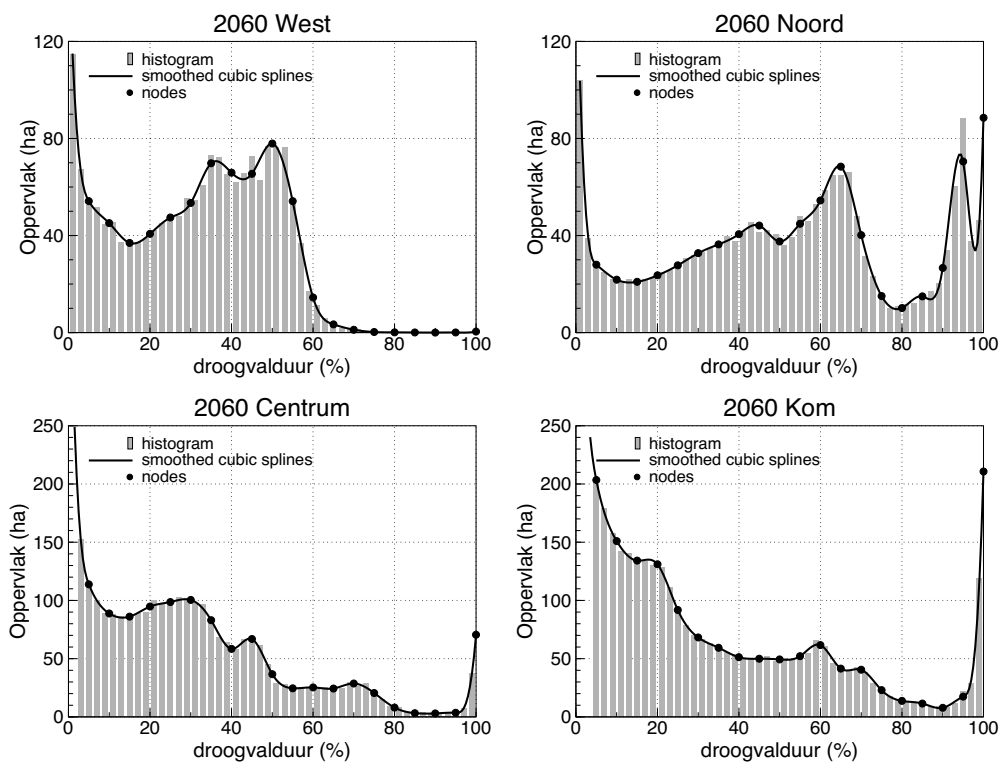 2060 West
120
80
40
0
Oppervlak (ha)
histogram
smoothed cubic splines
nodes
0 20 40 60 80 100
droogvalduur (%)
2060 Noord
120
80
40
0
Oppervlak (ha)
histogram
smoothed cubic splines
nodes
0 20 40 60 80 100
droogvalduur (%)
2060 Centrum
250
200
150
100
50
0
Oppervlak (ha)
histogram
smoothed cubic splines
nodes
0 20 40 60 80 100
droogvalduur (%)
2060 Kom
250
200
150
100
50
0
Oppervlak (ha)
histogram
smoothed cubic splines
nodes
0 20 40 60 80 100
droogvalduur (%)